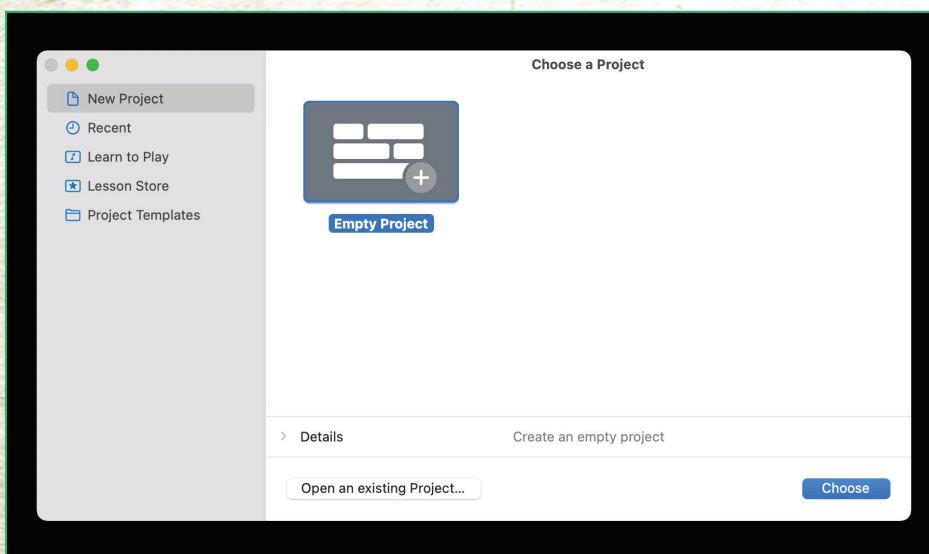 Choose a Project
New Project
Recent
Learn to Play
Lesson Store
Project Templates
Empty Project
Details
Create an empty project
Open an existing Project...
Choose